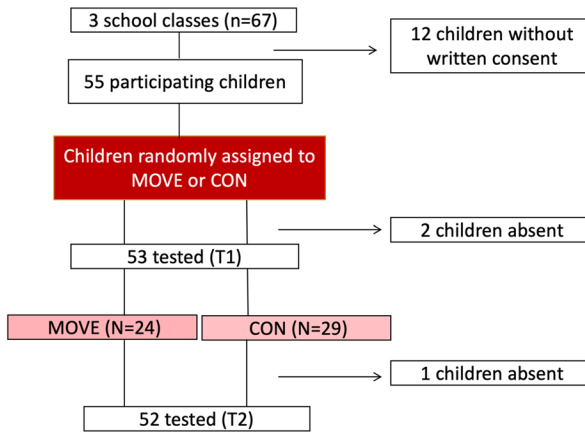 3 school classes (n=67)
12 children without
written consent
55 participating children
Children randomly assigned to
MOVE or CON
2 children absent
53 tested (T1)
MOVE (N=24)
CON (N=29)
1 children absent
52 tested (T2)